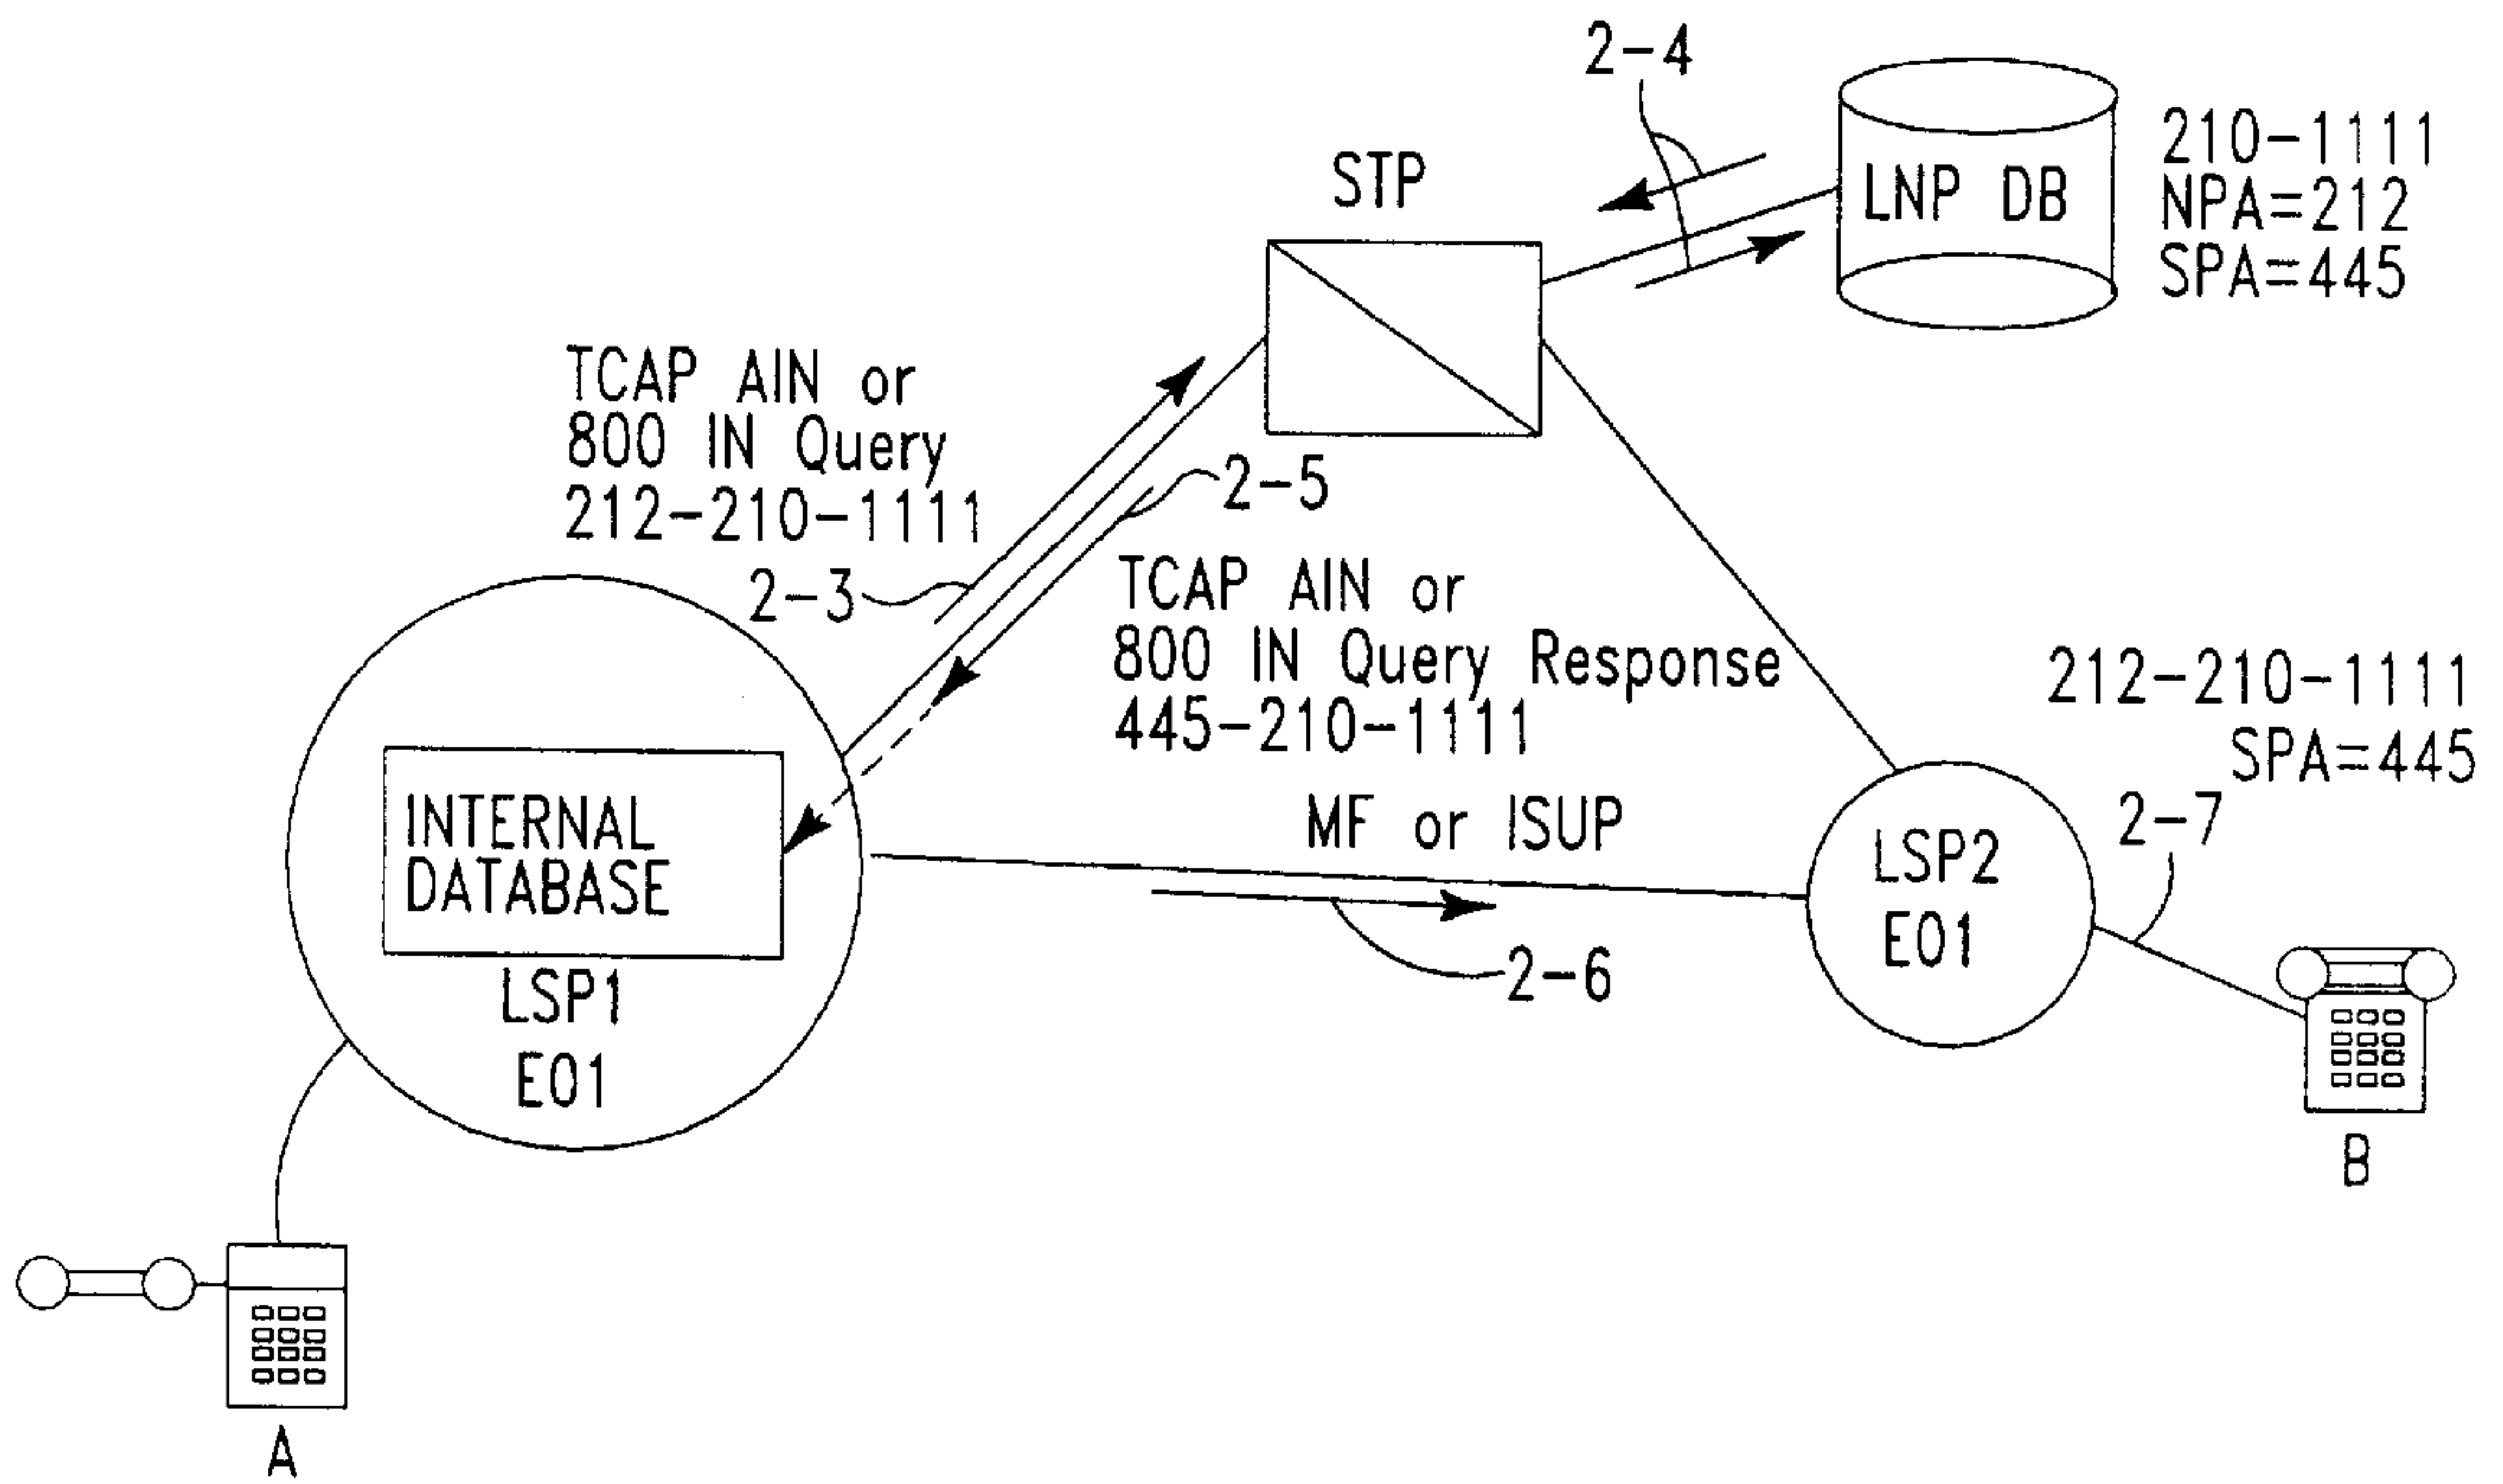 2-4
STP
LNP DB
210-1111
NPA=212
SPA=445
TCAP AIN or
800 IN Query
212-210-1111
2-3
2-5
TCAP AIN or
800 IN Query Response
445-210-1111
212-210-1111
SPA=445
MF or ISUP
2-7
INTERNAL
DATABASE
LSP1
EO1
LSP2
EO1
2-6
B
A